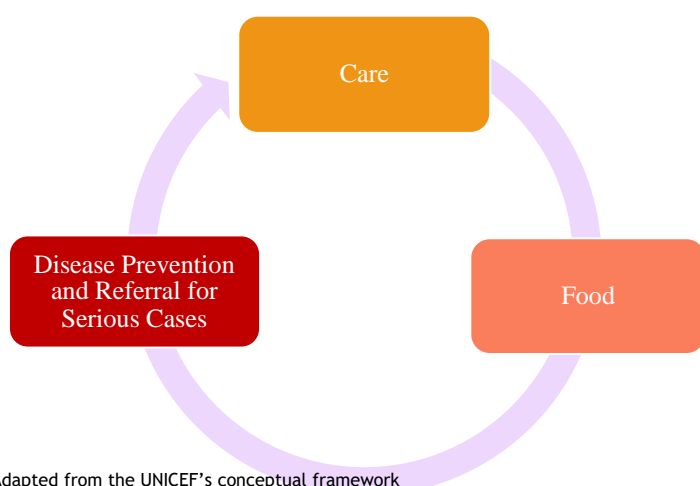 Care
Disease Prevention
and Referral for
Serious Cases
Food
Adapted from the UNICEF's conceptual framework